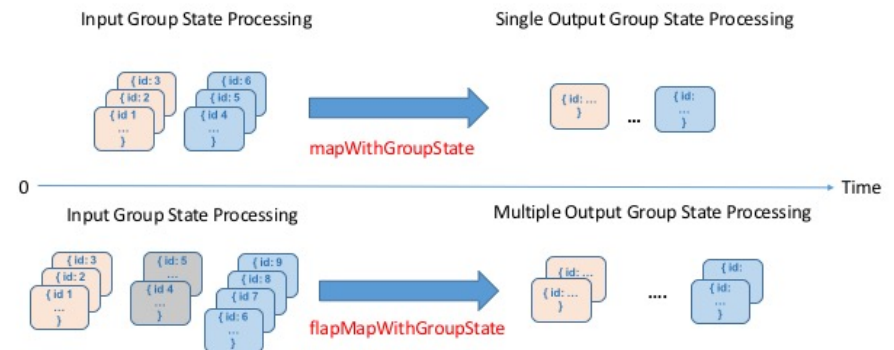 Input Group State Processing
Single Output Group State Processing
{ id: 3
{ id: 2
{ id 1
...
}
{ id: 6
{ id: 5
{ id 4
...
}
mapWithGroupState
{ id: ...
}
...
{ id:
...
}
0
Time
Input Group State Processing
Multiple Output Group State Processing
{ id: 3
{ id: 2
{ id 1
...
}
{ id: 5
...
{ id 4
...
}
{ id: 9
{ id: 8
{ id 7
{ id: 6
...
}
flapMapWithGroupState
{ id: ...
{ id: ...
}
....
{ id:
{ id:
...
}